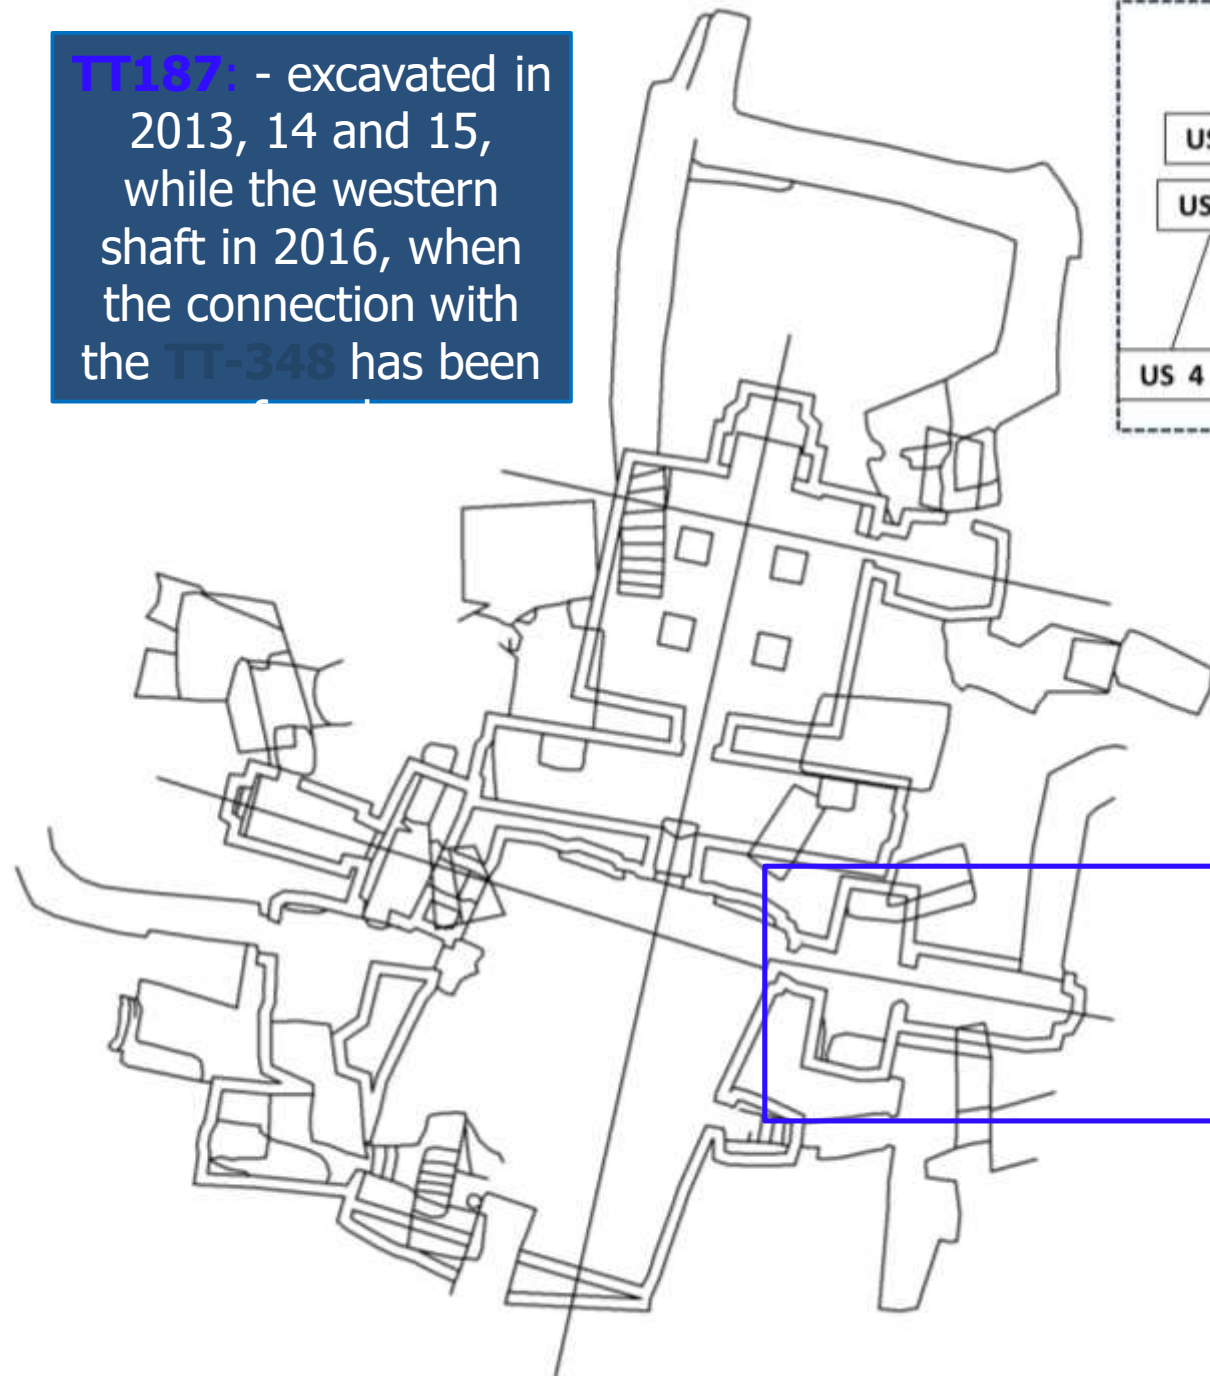 TT187: - excavated in
2013, 14 and 15,
while the western
shaft in 2016, when
the connection with
the TT-348 has been
US
US
US 4